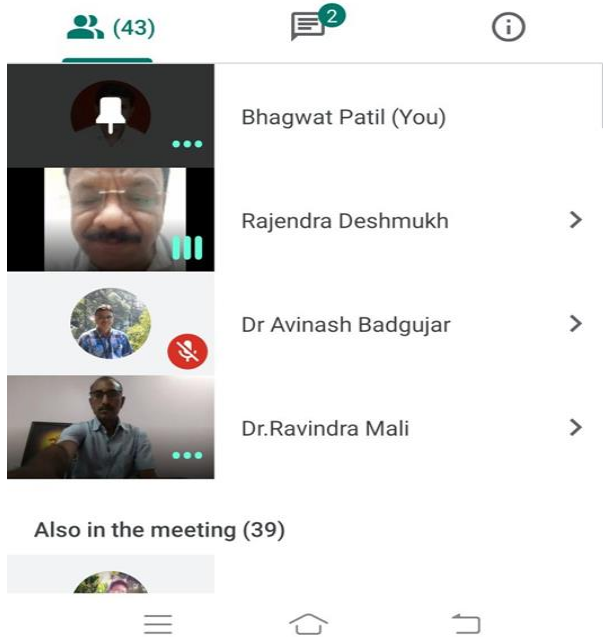 (43)
2
Bhagwat Patil (You)
Rajendra Deshmukh
Dr Avinash Badgujar
Dr.Ravindra Mali
Also in the meeting (39)